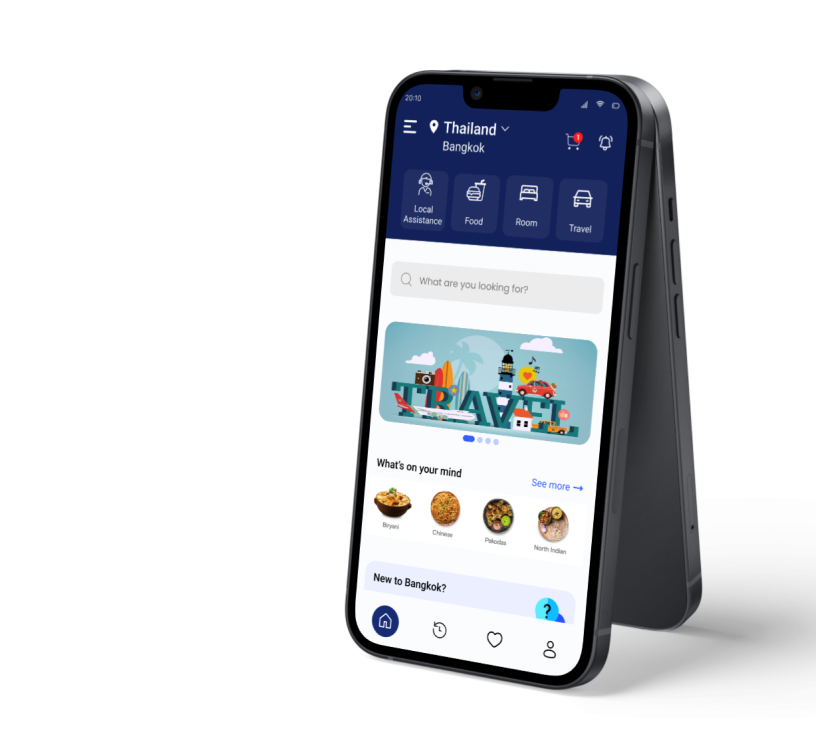 20:10
Thailand
Bangkok
1
Local
Assistance
Food
Room
Travel
What are you looking for?
TRAVEL
What's on your mind
See more →
Biryani
Chinese
Pakodas
North Indian
New to Bangkok?
?